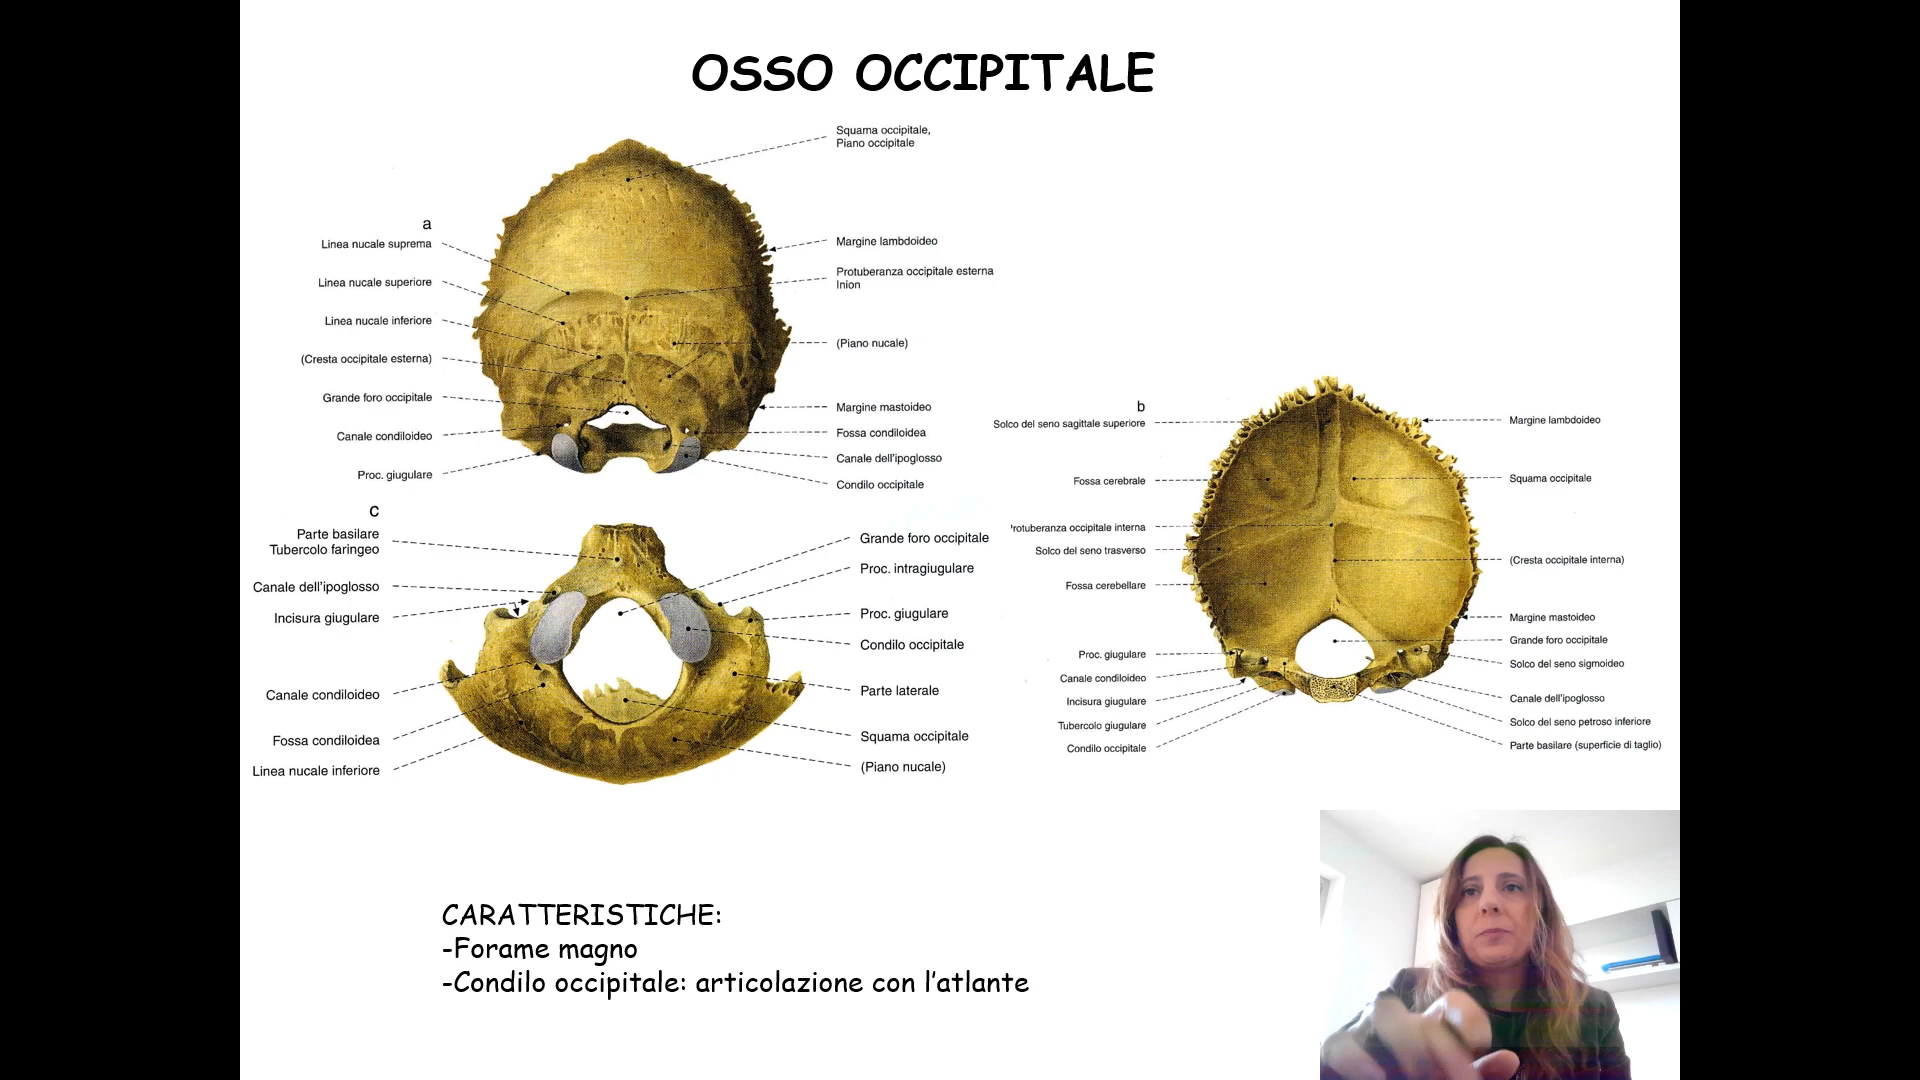 OSSO OCCIPITALE
Squama occipitale,
Piano occipitale
a
Linea nucale suprema
Linea nucale superiore
Linea nucale inferiore
(Cresta occipitale esterna)
Grande foro occipitale
Canale condiloideo
Proc. giugulare
Margine lambdoideo
Protuberanza occipitale esterna
Inion
(Piano nucale)
Margine mastoideo
Fossa condiloidea
Canale dell'ipoglosso
Condilo occipitale
c
Parte basilare
Tubercolo faringeo
Canale dell'ipoglosso
Incisura giugulare
Canale condiloideo
Fossa condiloidea
Linea nucale inferiore
Grande foro occipitale
Proc. intragiugulare
Proc. giugulare
Condilo occipitale
Parte laterale
Squama occipitale
(Piano nucale)
b
Solco del seno sagittale superiore
Fossa cerebrale
rotuberanza occipitale interna
Solco del seno trasverso
Fossa cerebellare
Proc. giugulare
Canale condiloideo
Incisura giugulare
Tubercolo giugulare
Condilo occipitale
Margine lambdoideo
Squama occipitale
(Cresta occipitale interna)
Margine mastoideo
Grande foro occipitale
Solco del seno sigmoideo
Canale dell'ipoglosso
Solco del seno petroso inferiore
Parte basilare (superficie di taglio)
CARATTERISTICHE:
-Forame magno
-Condilo occipitale: articolazione con l'atlante